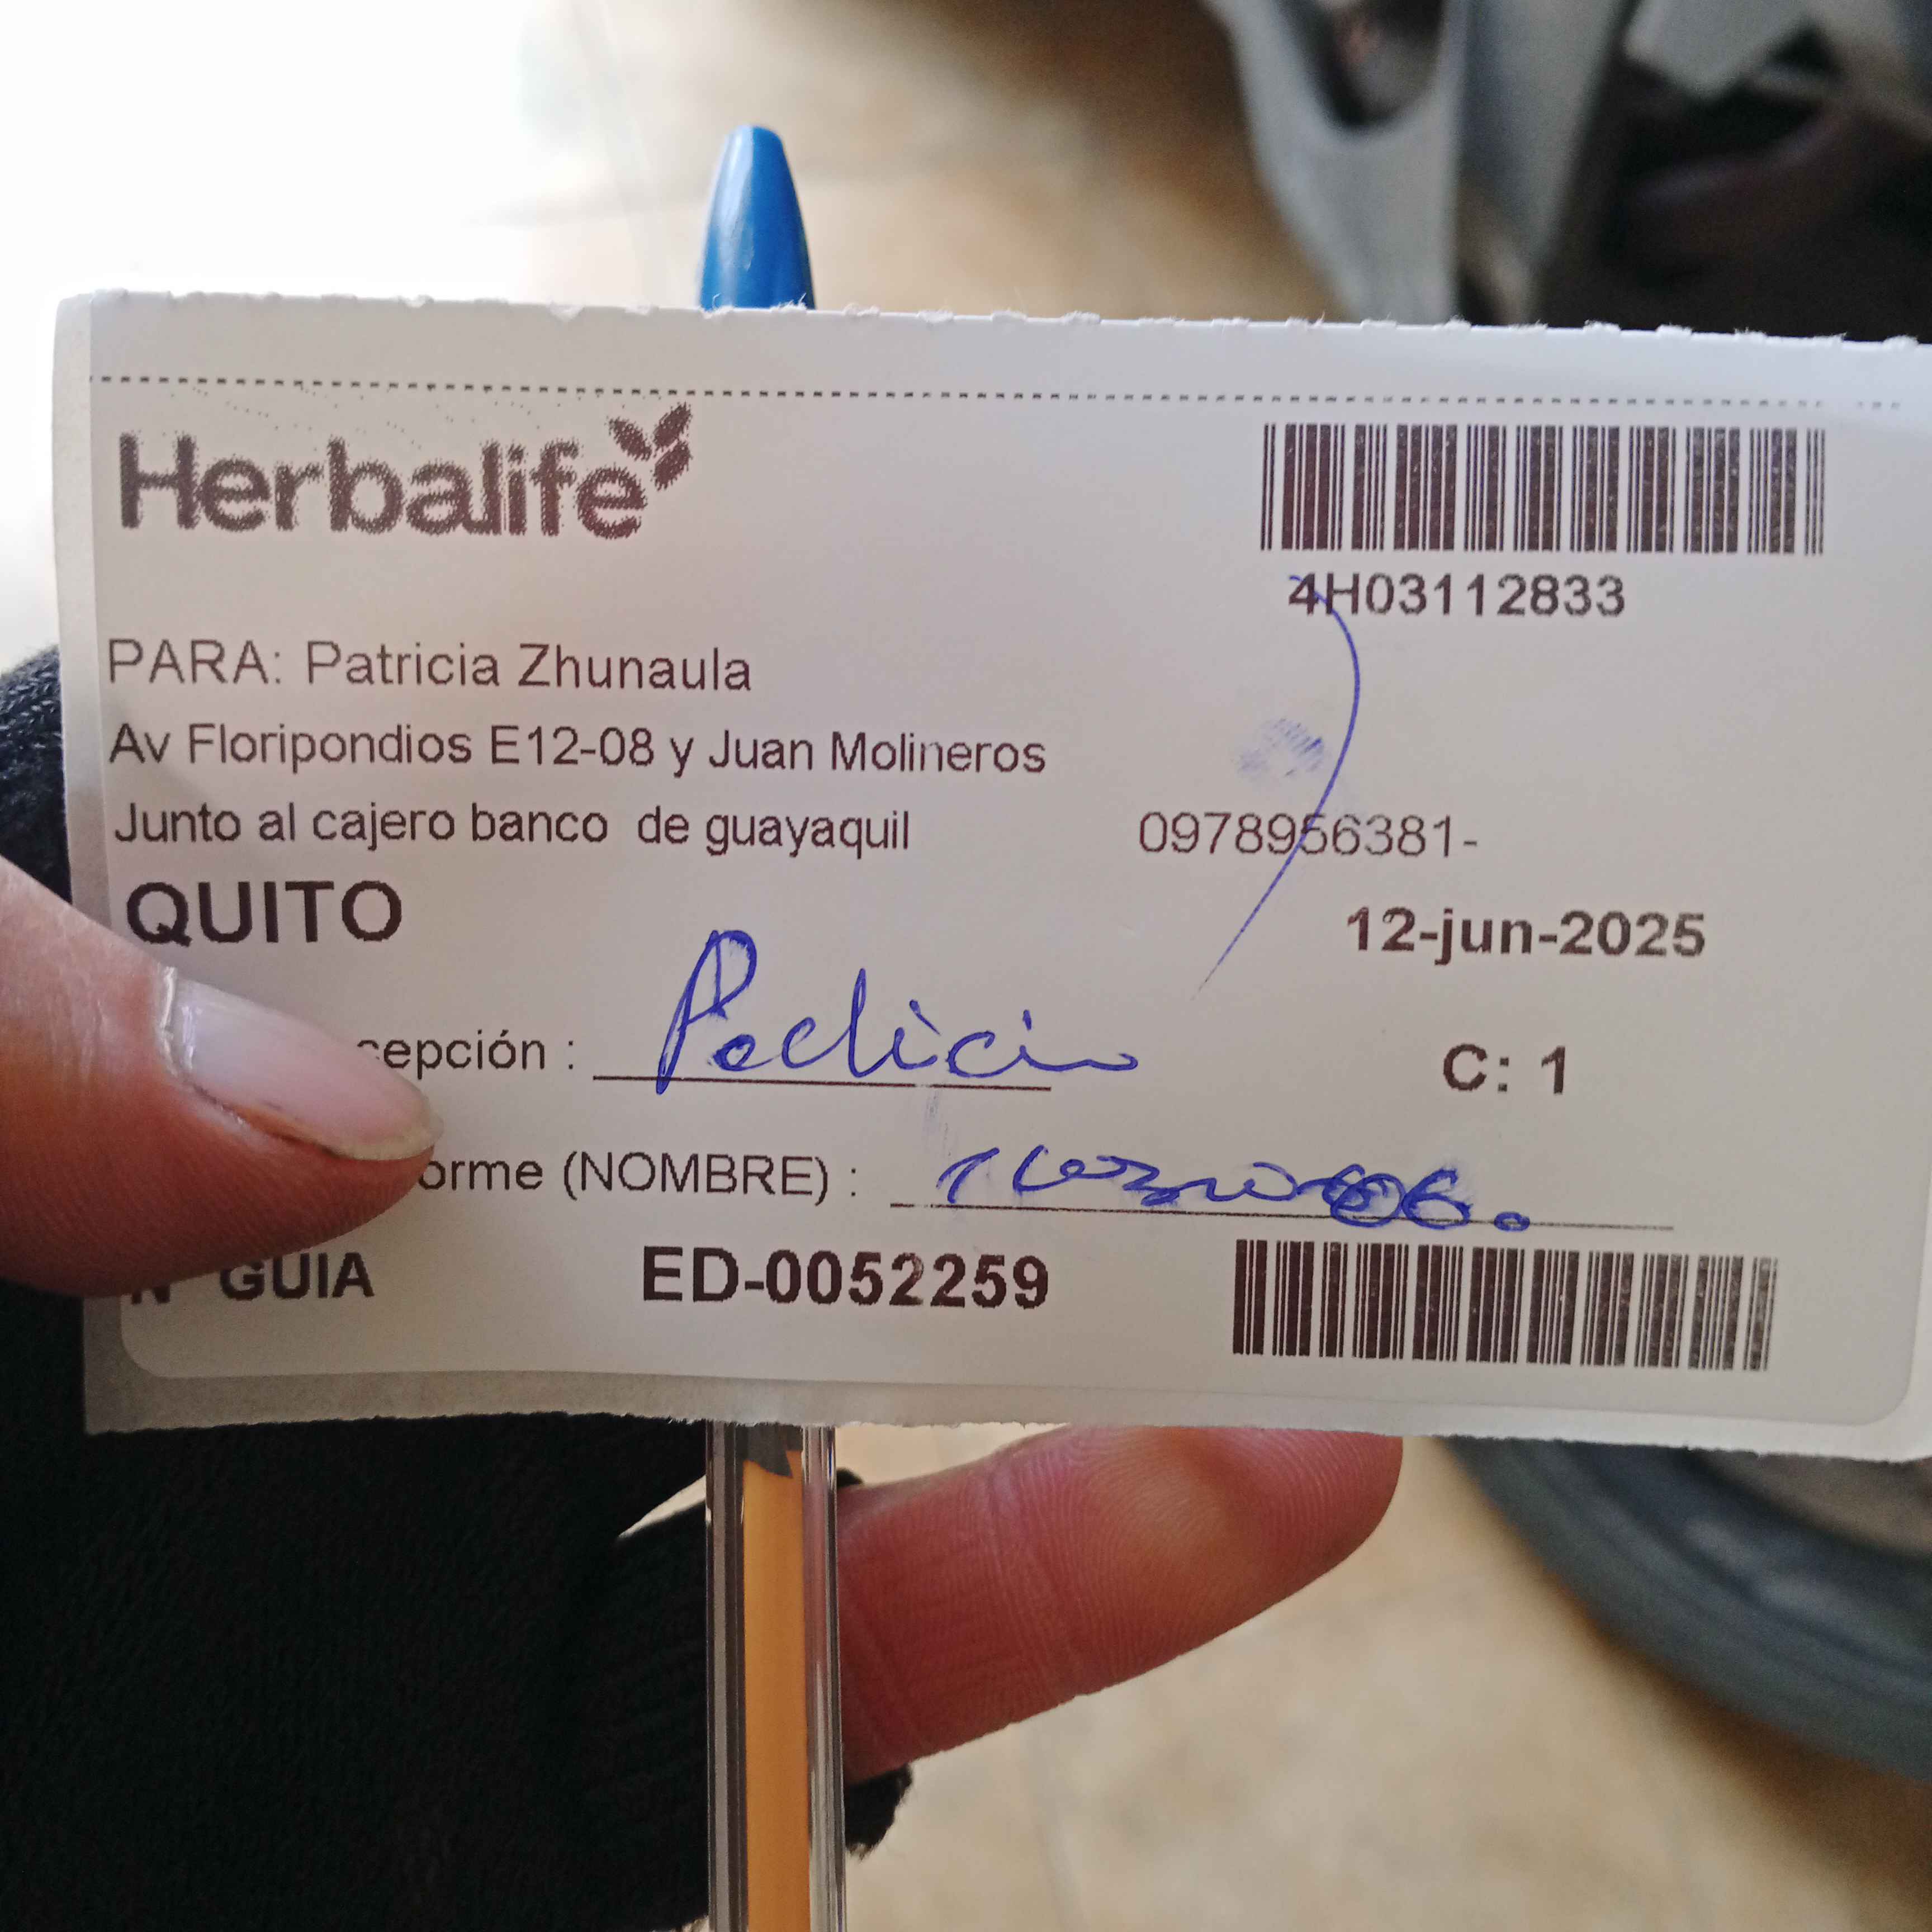 Herbalife
4H03112833
PARA: Patricia Zhunaula
Av Floripondios E12-08 y Juan Molineros
Junto al cajero banco de guayaquil 0978956381-
QUITO
12-jun-2025
cepción :
C: 1
orme (NOMBRE) :
N° GUIA ED-0052259